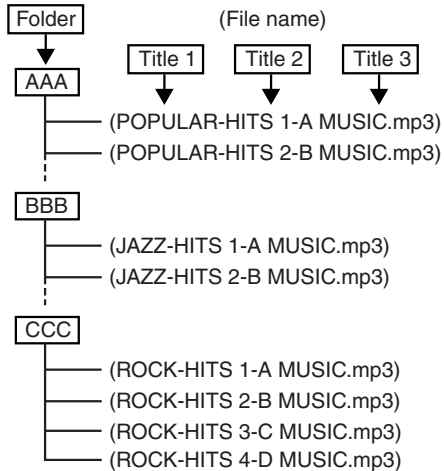 Folder (File name)
Title 1 Title 2 Title 3
AAA
(POPULAR-HITS 1-A MUSIC.mp3)
(POPULAR-HITS 2-B MUSIC.mp3)
BBB
(JAZZ-HITS 1-A MUSIC.mp3)
(JAZZ-HITS 2-B MUSIC.mp3)
CCC
(ROCK-HITS 1-A MUSIC.mp3)
(ROCK-HITS 2-B MUSIC.mp3)
(ROCK-HITS 3-C MUSIC.mp3)
(ROCK-HITS 4-D MUSIC.mp3)